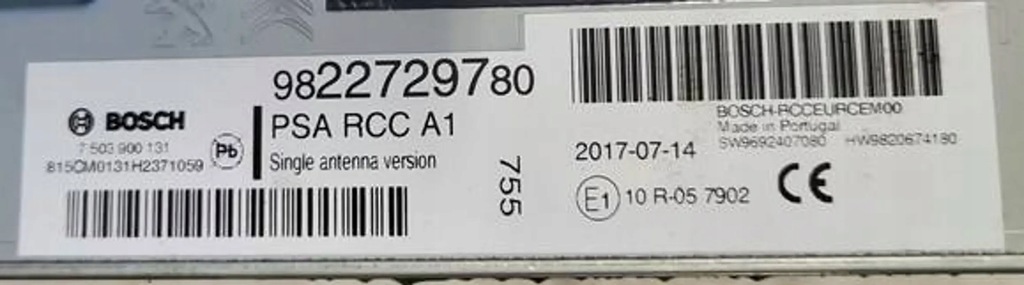 BOSCH
7 503 900 131
815CM0131H2371059
Pb
9822729780
PSA RCC A1
Single antenna version
755
BOSCH-RCCEURCEM00
Made in Portugal
SW9692407080 HW9820674180
2017-07-14
E1 10 R-05 7902
CE